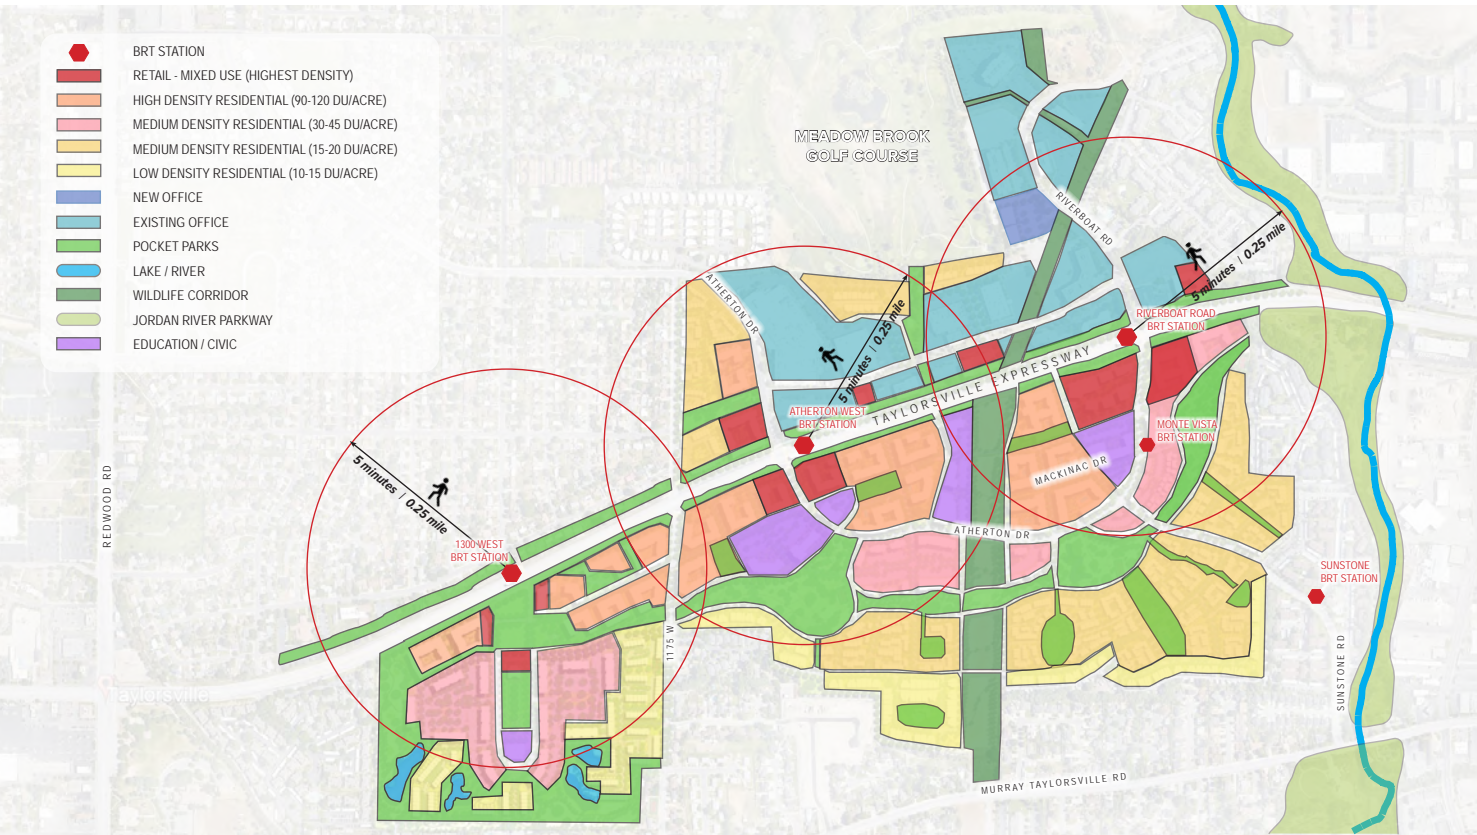 BRT STATION
RETAIL - MIXED USE (HIGHEST DENSITY)
HIGH DENSITY RESIDENTIAL (90-120 DU/ACRE)
MEDIUM DENSITY RESIDENTIAL (30-45 DU/ACRE)
MEDIUM DENSITY RESIDENTIAL (15-20 DU/ACRE)
LOW DENSITY RESIDENTIAL (10-15 DU/ACRE)
NEW OFFICE
EXISTING OFFICE
POCKET PARKS
LAKE / RIVER
WILDLIFE CORRIDOR
JORDAN RIVER PARKWAY
EDUCATION / CIVIC
MEADOW BROOK
GOLF COURSE
RIVERBOAT RD
5 minutes | 0.25 mile
ATHERTON DR
5 minutes | 0.25 mile
RIVERBOAT ROAD
BRT STATION
TAYLORSVILLE EXPRESSWAY
ATHERTON WEST
BRT STATION
MONTE VISTA
BRT STATION
MACKINAC DR
5 minutes | 0.25 mile
REDWOOD RD
ATHERTON DR
1300 WEST
BRT STATION
SUNSTONE
BRT STATION
1175 W
SUNSTONE RD
Taylorsville
MURRAY TAYLORSVILLE RD